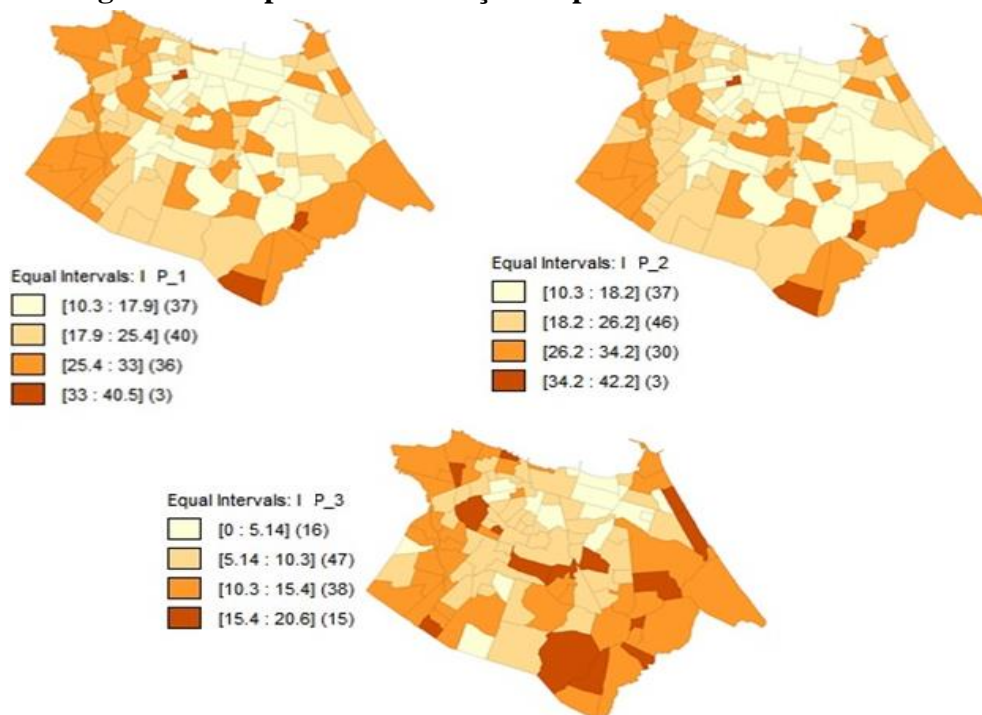 Equal Intervals: I P_1
[10.3 : 17.9] (37)
[17.9 : 25.4] (40)
[25.4 : 33] (36)
[33 : 40.5] (3)
Equal Intervals: I P_2
[10.3 : 18.2] (37)
[18.2 : 26.2] (46)
[26.2 : 34.2] (30)
[34.2 : 42.2] (3)
Equal Intervals: I P_3
[0 : 5.14] (16)
[5.14 : 10.3] (47)
[10.3 : 15.4] (38)
[15.4 : 20.6] (15)